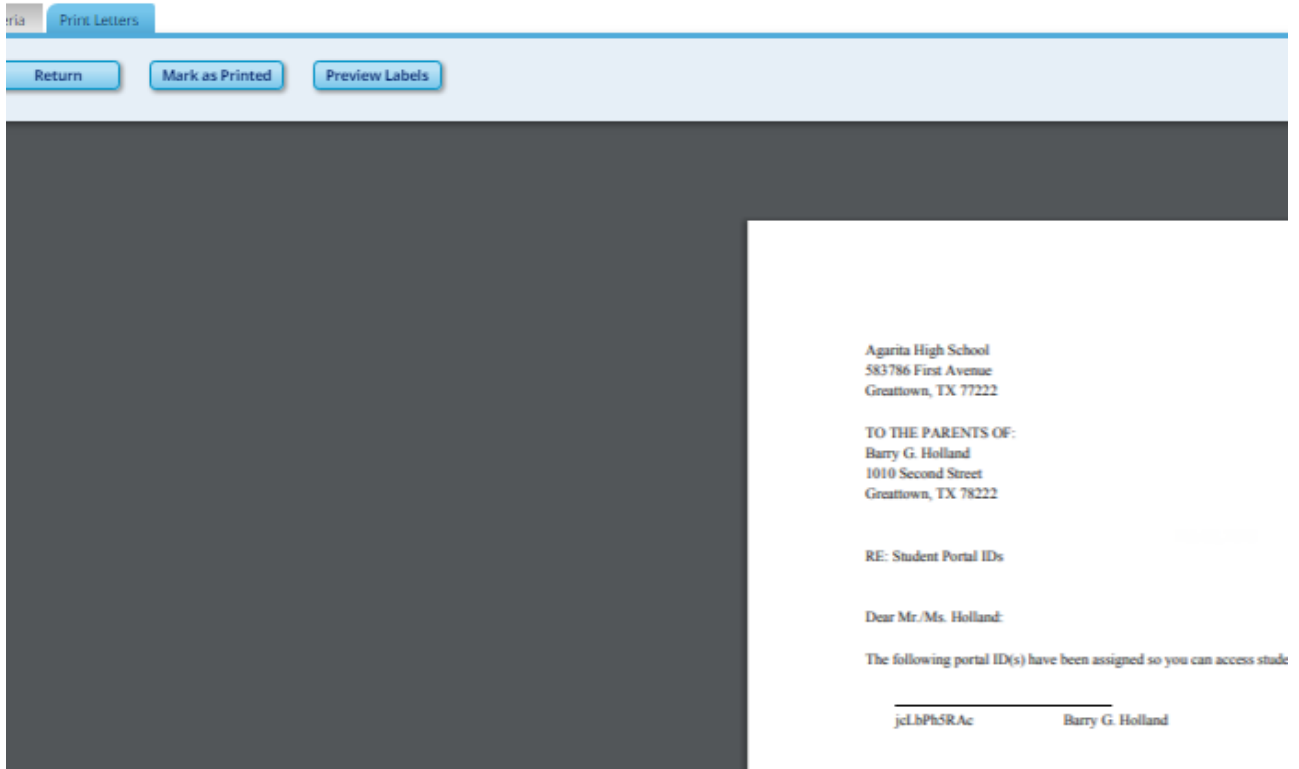 eria Print Letters
Return Mark as Printed Preview Labels
Agarita High School
583786 First Avenue
Greattown, TX 77222
TO THE PARENTS OF:
Barry G. Holland
1010 Second Street
Greattown, TX 78222
RE: Student Portal IDs
Dear Mr./Ms. Holland:
The following portal ID(s) have been assigned so you can access stude
jcLbPh5RAc Barry G. Holland